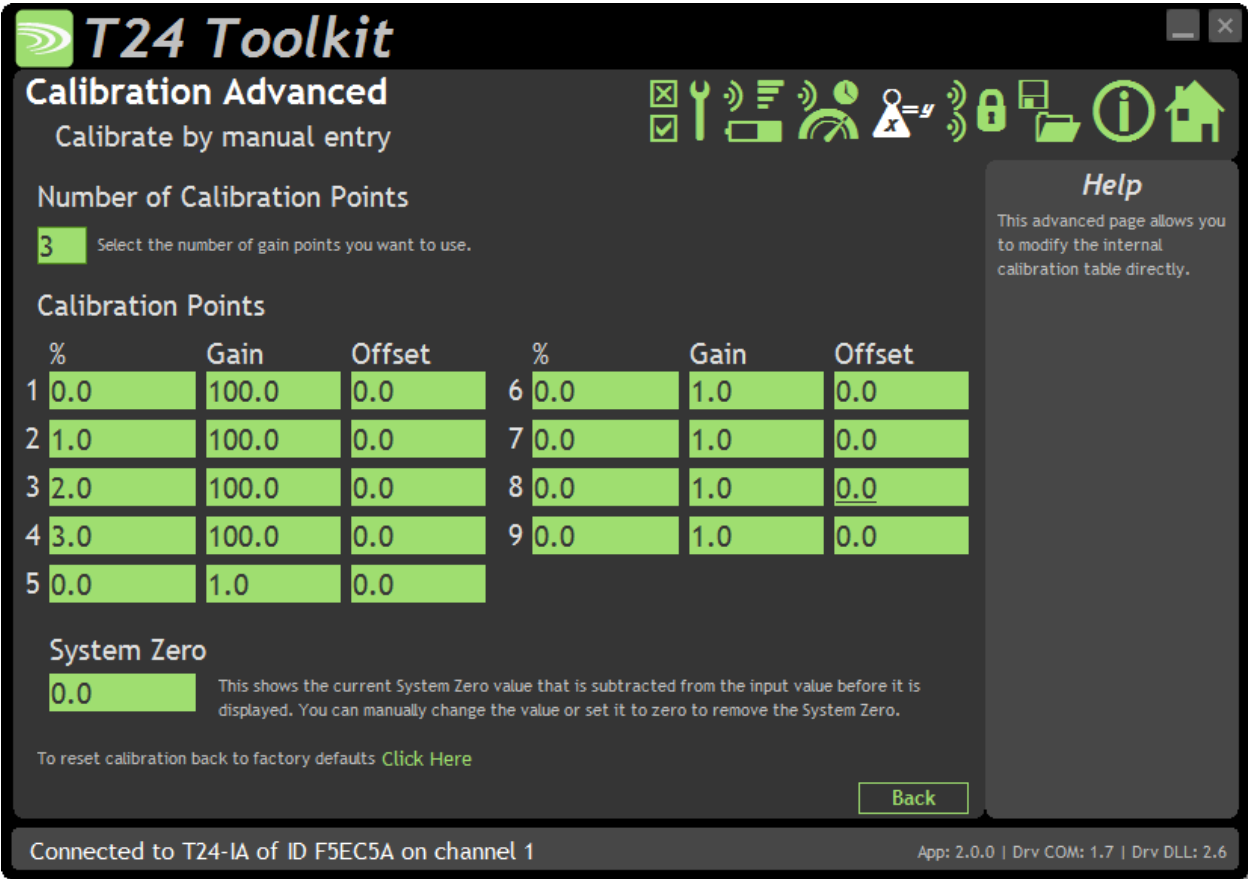 T24 Toolkit
Calibration Advanced
Calibrate by manual entry
x=y
Number of Calibration Points
3 Select the number of gain points you want to use.
Calibration Points
% Gain Offset % Gain Offset
1 0.0 100.0 0.0 6 0.0 1.0 0.0
2 1.0 100.0 0.0 7 0.0 1.0 0.0
3 2.0 100.0 0.0 8 0.0 1.0 0.0
4 3.0 100.0 0.0 9 0.0 1.0 0.0
5 0.0 1.0 0.0
System Zero
0.0
This shows the current System Zero value that is subtracted from the input value before it is
displayed. You can manually change the value or set it to zero to remove the System Zero.
To reset calibration back to factory defaults Click Here
Back
Help
This advanced page allows you
to modify the internal
calibration table directly.
Connected to T24-IA of ID F5EC5A on channel 1
App: 2.0.0 | Drv COM: 1.7 | Drv DLL: 2.6